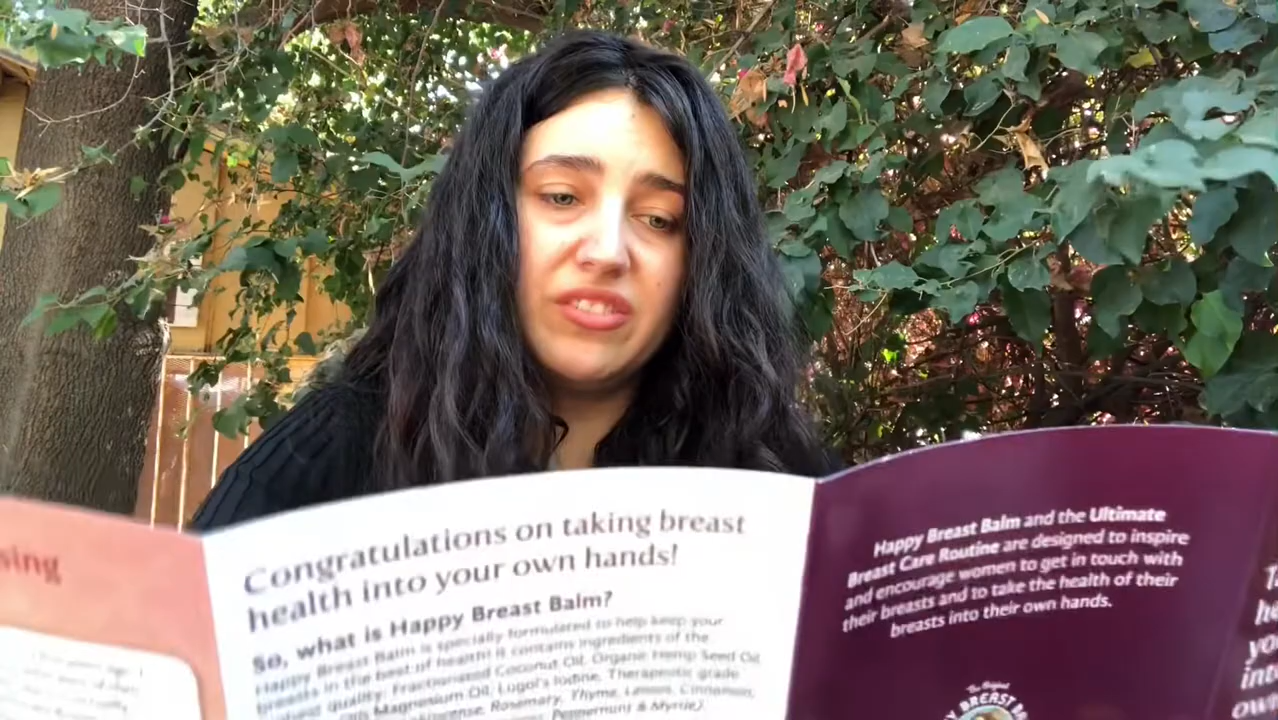 sing
Congratulations on taking breast
health into your own hands!
So, what is Happy Breast Balm?
Happy Breast Balm is specially formulated to help keep your
breasts in the best of health! It contains ingredients of the
highest quality: Fractionated Coconut Oil, Organic Hemp Seed Oil,
Magnesium Oil, Lugol's Iodine, Therapeutic grade
Rosemary, Thyme, Lemon, Cinnamon,
Peppermint & Myrrh).
Happy Breast Balm and the Ultimate
Breast Care Routine are designed to inspire
and encourage women to get in touch with
their breasts and to take the health of their
breasts into their own hands.
The Original
BREAST